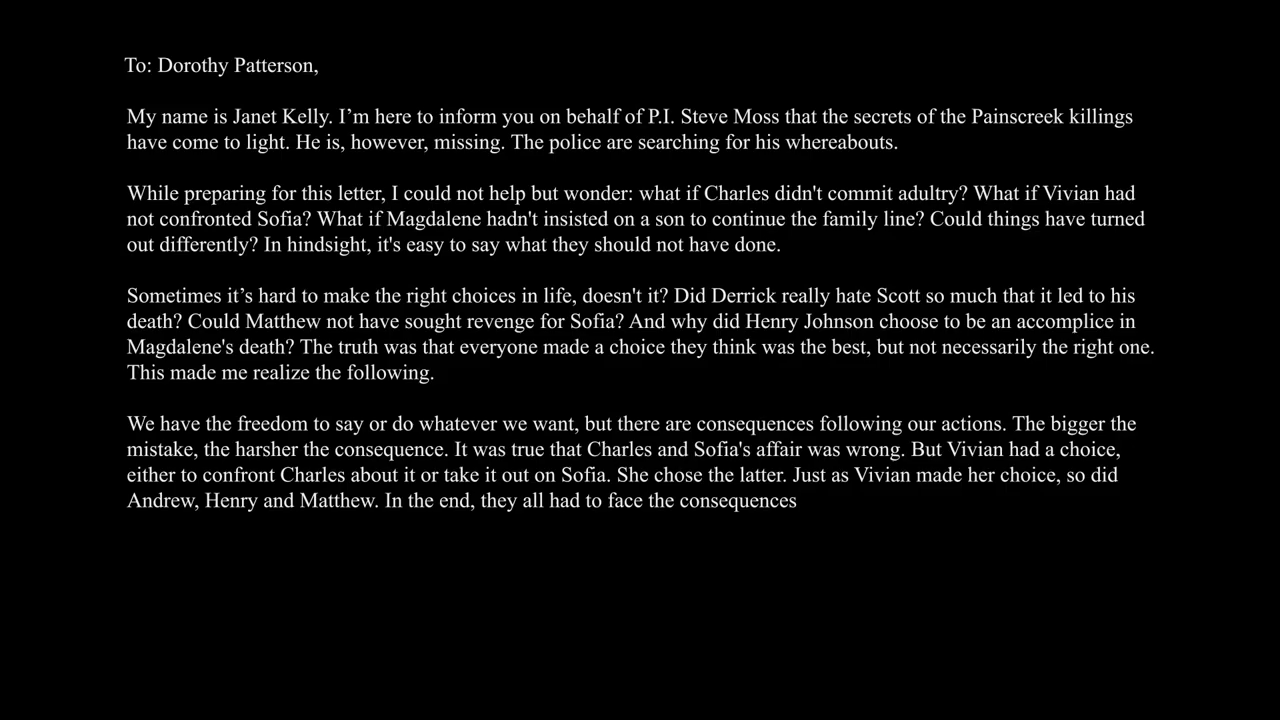 To: Dorothy Patterson,
My name is Janet Kelly. I’m here to inform you on behalf of P.I. Steve Moss that the secrets of the Painscreek killings
have come to light. He is, however, missing. The police are searching for his whereabouts.
While preparing for this letter, I could not help but wonder: what if Charles didn't commit adultry? What if Vivian had
not confronted Sofia? What if Magdalene hadn't insisted on a son to continue the family line? Could things have turned
out differently? In hindsight, it's easy to say what they should not have done.
Sometimes it’s hard to make the right choices in life, doesn't it? Did Derrick really hate Scott so much that it led to his
death? Could Matthew not have sought revenge for Sofia? And why did Henry Johnson choose to be an accomplice in
Magdalene's death? The truth was that everyone made a choice they think was the best, but not necessarily the right one.
This made me realize the following.
We have the freedom to say or do whatever we want, but there are consequences following our actions. The bigger the
mistake, the harsher the consequence. It was true that Charles and Sofia's affair was wrong. But Vivian had a choice,
either to confront Charles about it or take it out on Sofia. She chose the latter. Just as Vivian made her choice, so did
Andrew, Henry and Matthew. In the end, they all had to face the consequences